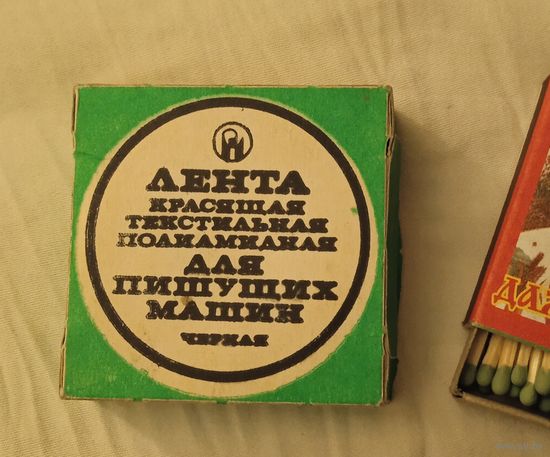 ЛЕНТА
КРАСЯЩАЯ
ТЕКСТИЛЬНАЯ
ПОЛИАМИДНАЯ
ДЛЯ
ПИШУЩИХ
МАШИН
ЧЕРНАЯ